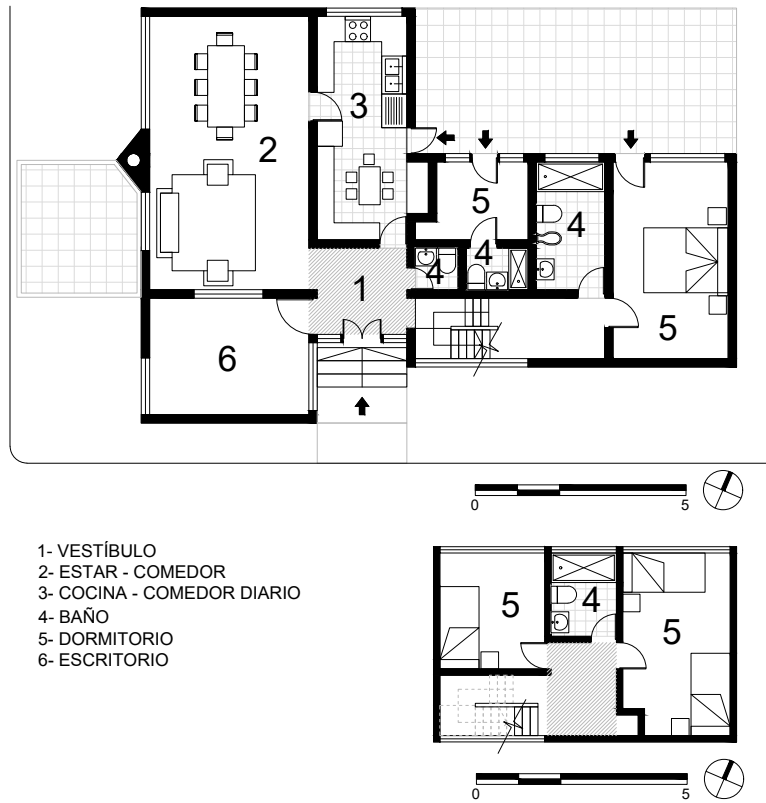 3
2
5
4
4
4
1
5
6
0 5
1- VESTÍBULO
2- ESTAR - COMEDOR
3- COCINA - COMEDOR DIARIO
4- BAÑO
5- DORMITORIO
6- ESCRITORIO
5
4
5
0 5